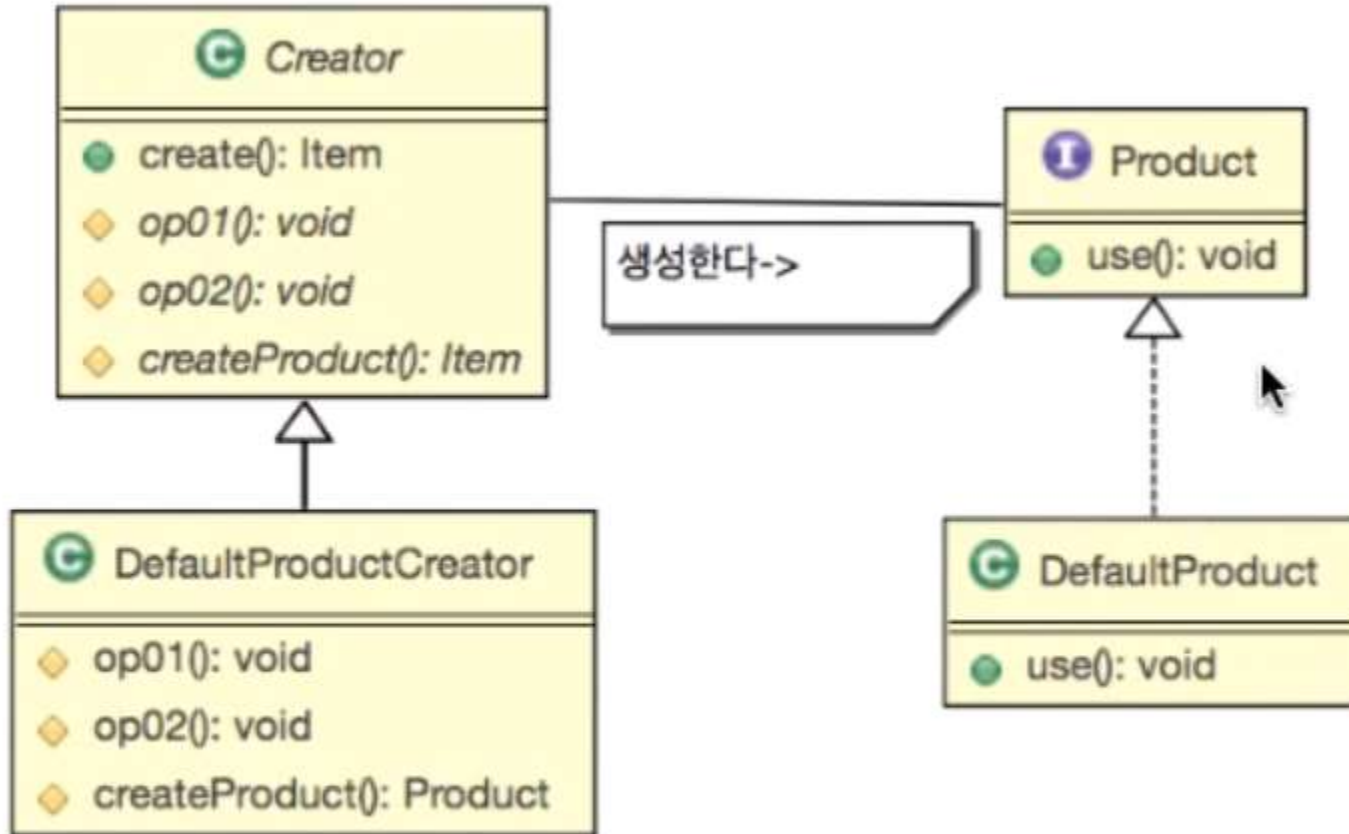 C Creator
create(): Item
op01(): void
op02(): void
createProduct(): Item
생성한다->
I Product
use(): void
C DefaultProductCreator
op01(): void
op02(): void
createProduct(): Product
C DefaultProduct
use(): void